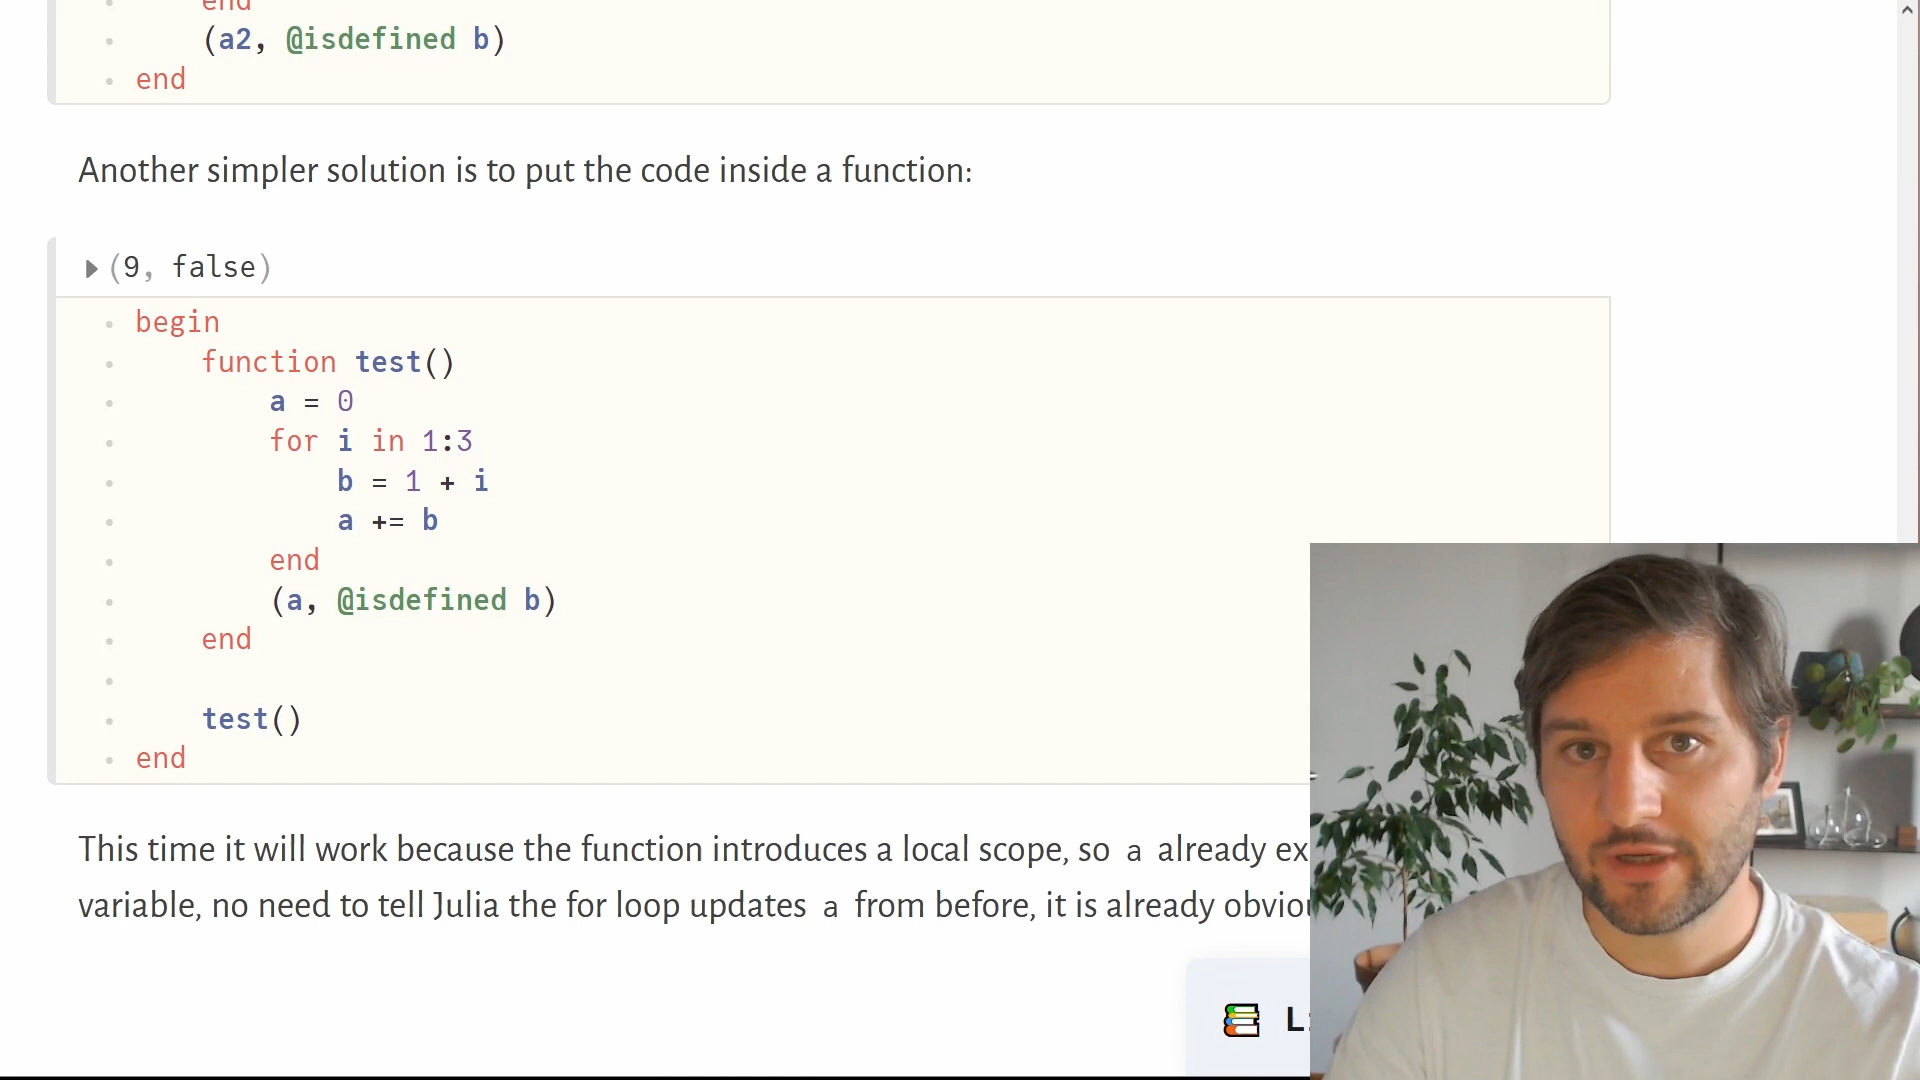 end
(a2, @isdefined b)
end
Another simpler solution is to put the code inside a function:
(9, false)
begin
function test()
a = 0
for i in 1:3
b = 1 + i
a += b
end
(a, @isdefined b)
end
test()
end
This time it will work because the function introduces a local scope, so a already
variable, no need to tell Julia the for loop updates a from before, it is already